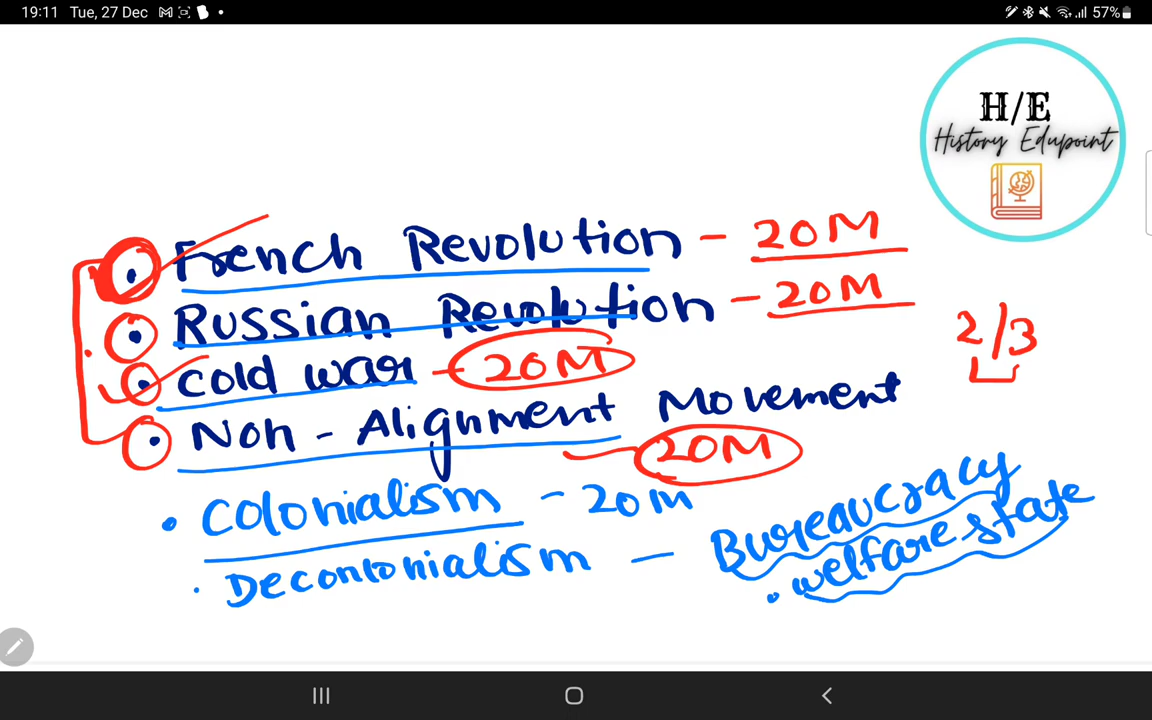 19:11 Tue, 27 Dec 57%
H/E
History Edupoint
• French Revolution - 20M
• Russian Revolution - 20M
2/3
• Cold war - 20M
• Non - Alignment Movement
20M
• Colonialism - 20m
• Decontonialism - Bureaucracy
• welfare state